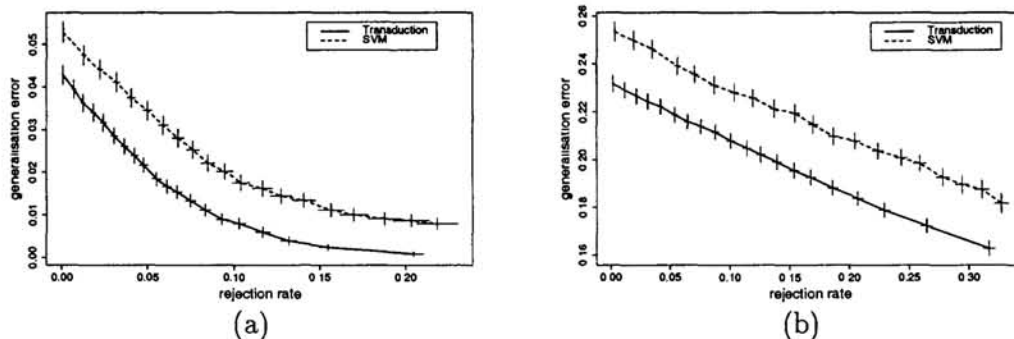 Transduction
SVM
generalisation error
0.00 0.01 0.02 0.03 0.04 0.05
0.00 0.05 0.10 0.15 0.20
rejection rate
(a)
Transduction
SVM
generalisation error
0.16 0.18 0.20 0.22 0.24 0.26
0.00 0.05 0.10 0.15 0.20 0.25 0.30
rejection rate
(b)